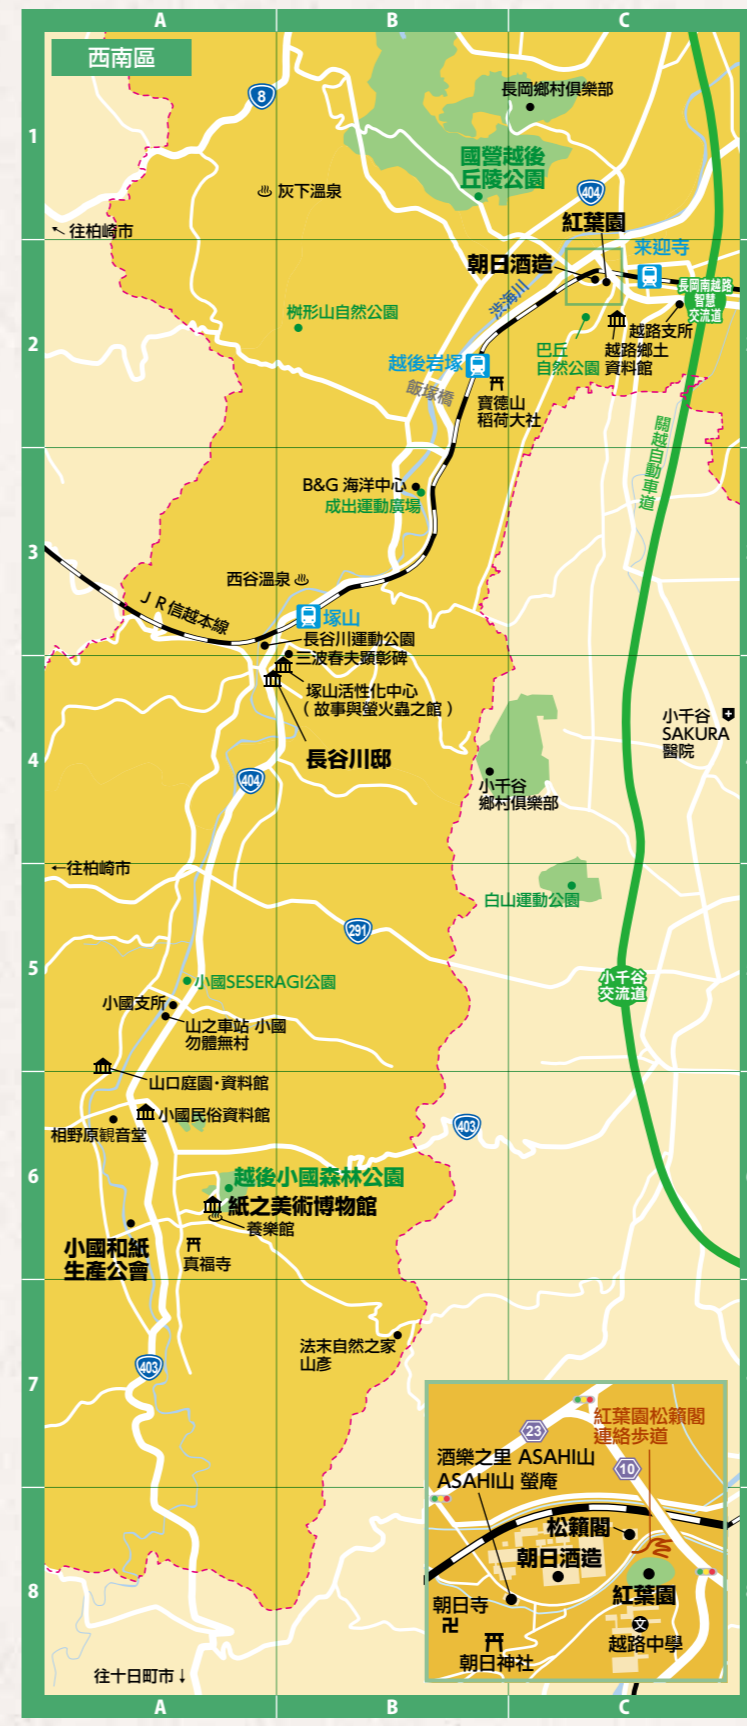 A
B
C
西南區
1
8
長岡鄉村俱樂部
國營越後
丘陵公園
灰下溫泉
404
↖往柏崎市
紅葉園
来迎寺
朝日酒造
渋海川
長岡南越路
智慧
交流道
桝形山自然公園
2
越路支所
巴丘
自然公園
越路鄉土
資料館
越後岩塚
飯塚橋
寶德山
稻荷大社
關越自動車道
B&G 海洋中心
成出運動廣場
3
西谷溫泉
ＪＲ信越本線
塚山
長谷川運動公園
三波春夫顕彰碑
塚山活性化中心
（故事與螢火蟲之館）
小千谷
SAKURA
醫院
4
長谷川邸
404
小千谷
鄉村俱樂部
←往柏崎市
白山運動公園
291
5
小國SESERAGI公園
小千谷
交流道
小國支所
山之車站 小國
勿體無村
山口庭園·資料館
小國民俗資料館
相野原観音堂
403
6
越後小國森林公園
紙之美術博物館
養樂館
小國和紙
生產公會
真福寺
法末自然之家
山彥
403
7
紅葉園松籟閣
連絡步道
23
酒樂之里 ASAHI山
ASAHI山 螢庵
10
松籟閣
朝日酒造
8
紅葉園
朝日寺
卍
文
越路中學
朝日神社
往十日町市↓
A
B
C